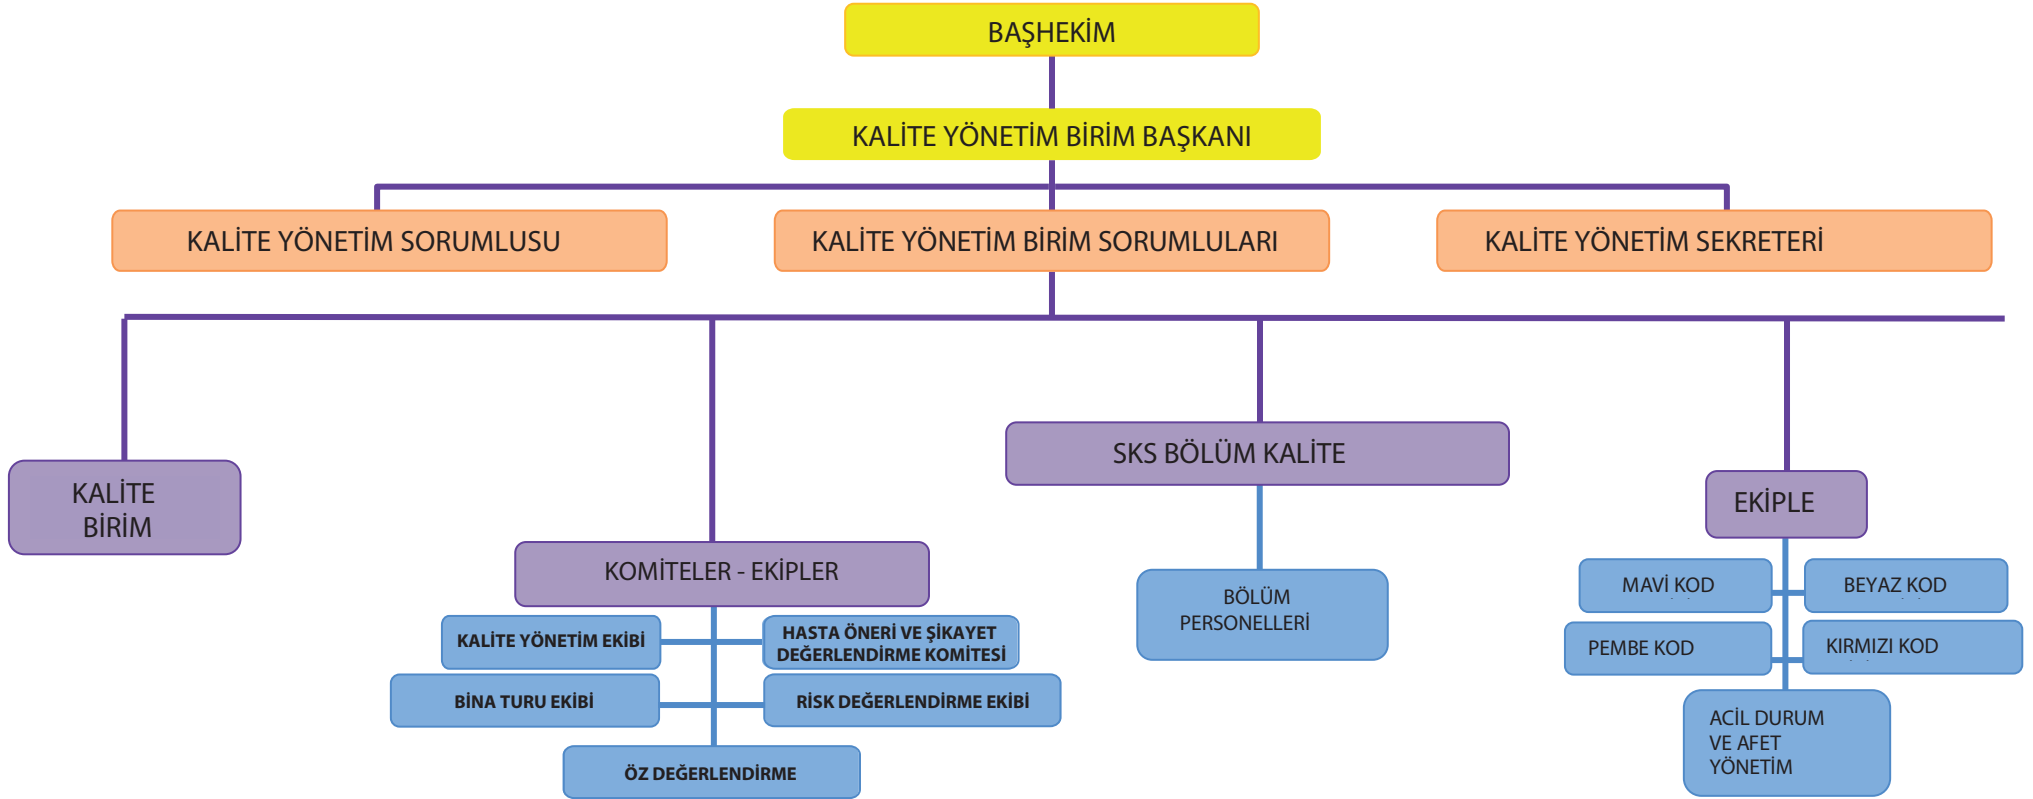 BAŞHEKİM
KALİTE YÖNETİM BİRİM BAŞKANI
KALİTE YÖNETİM SORUMLUSU
KALİTE YÖNETİM BİRİM SORUMLULARI
KALİTE YÖNETİM SEKRETERİ
KALİTE
BİRİM
KOMİTELER - EKİPLER
KALİTE YÖNETİM EKİBİ
HASTA ÖNERİ VE ŞİKAYET
DEĞERLENDİRME KOMİTESİ
BİNA TURU EKİBİ
RİSK DEĞERLENDİRME EKİBİ
ÖZ DEĞERLENDİRME
SKS BÖLÜM KALİTE
BÖLÜM
PERSONELLERİ
EKİPLE
MAVİ KOD
BEYAZ KOD
PEMBE KOD
KIRMIZI KOD
ACİL DURUM
VE AFET
YÖNETİM